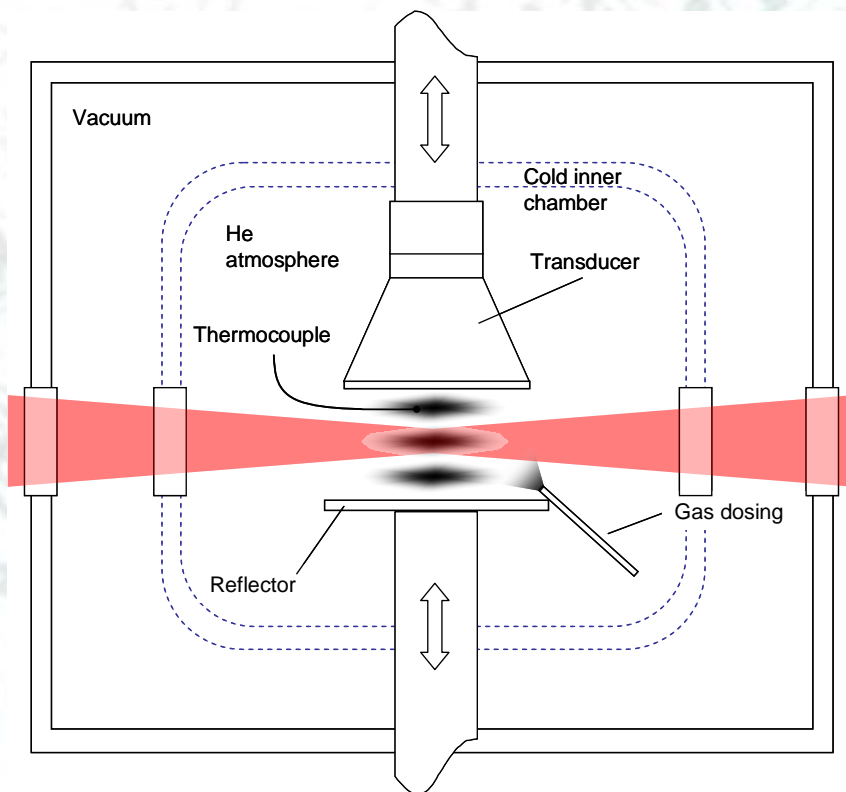 Vacuum
Cold inner
chamber
He
atmosphere
Transducer
Thermocouple
Gas dosing
Reflector